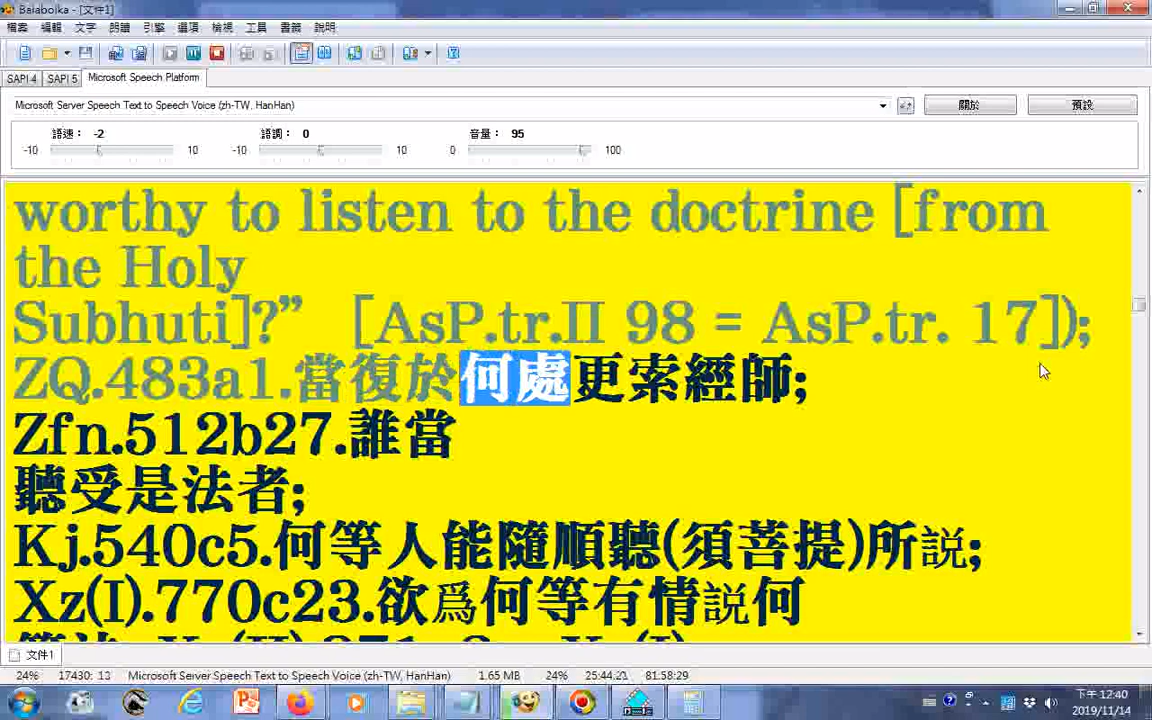 Balabolka - [文件1]
檔案 編輯 文字 朗讀 引擎 選項 檢視 工具 書籤 說明
SAPI 4 SAPI 5 Microsoft Speech Platform
Microsoft Server Speech Text to Speech Voice (zh-TW, HanHan) 關於 預設
語速： -2 語調： 0 音量： 95
-10 10 -10 10 0 100
worthy to listen to the doctrine [from
the Holy
Subhuti]?” [AsP.tr.II 98 = AsP.tr. 17]);
ZQ.483a1.當復於何處更索經師;
Zfn.512b27.誰當
聽受是法者;
Kj.540c5.何等人能隨順聽(須菩提)所説;
Xz(I).770c23.欲爲何等有情説何
文件1
24% 17430: 13 Microsoft Server Speech Text to Speech Voice (zh-TW, HanHan) 1.65 MB 24% 25:44:21 81:58:29
下午 12:40
2019/11/14